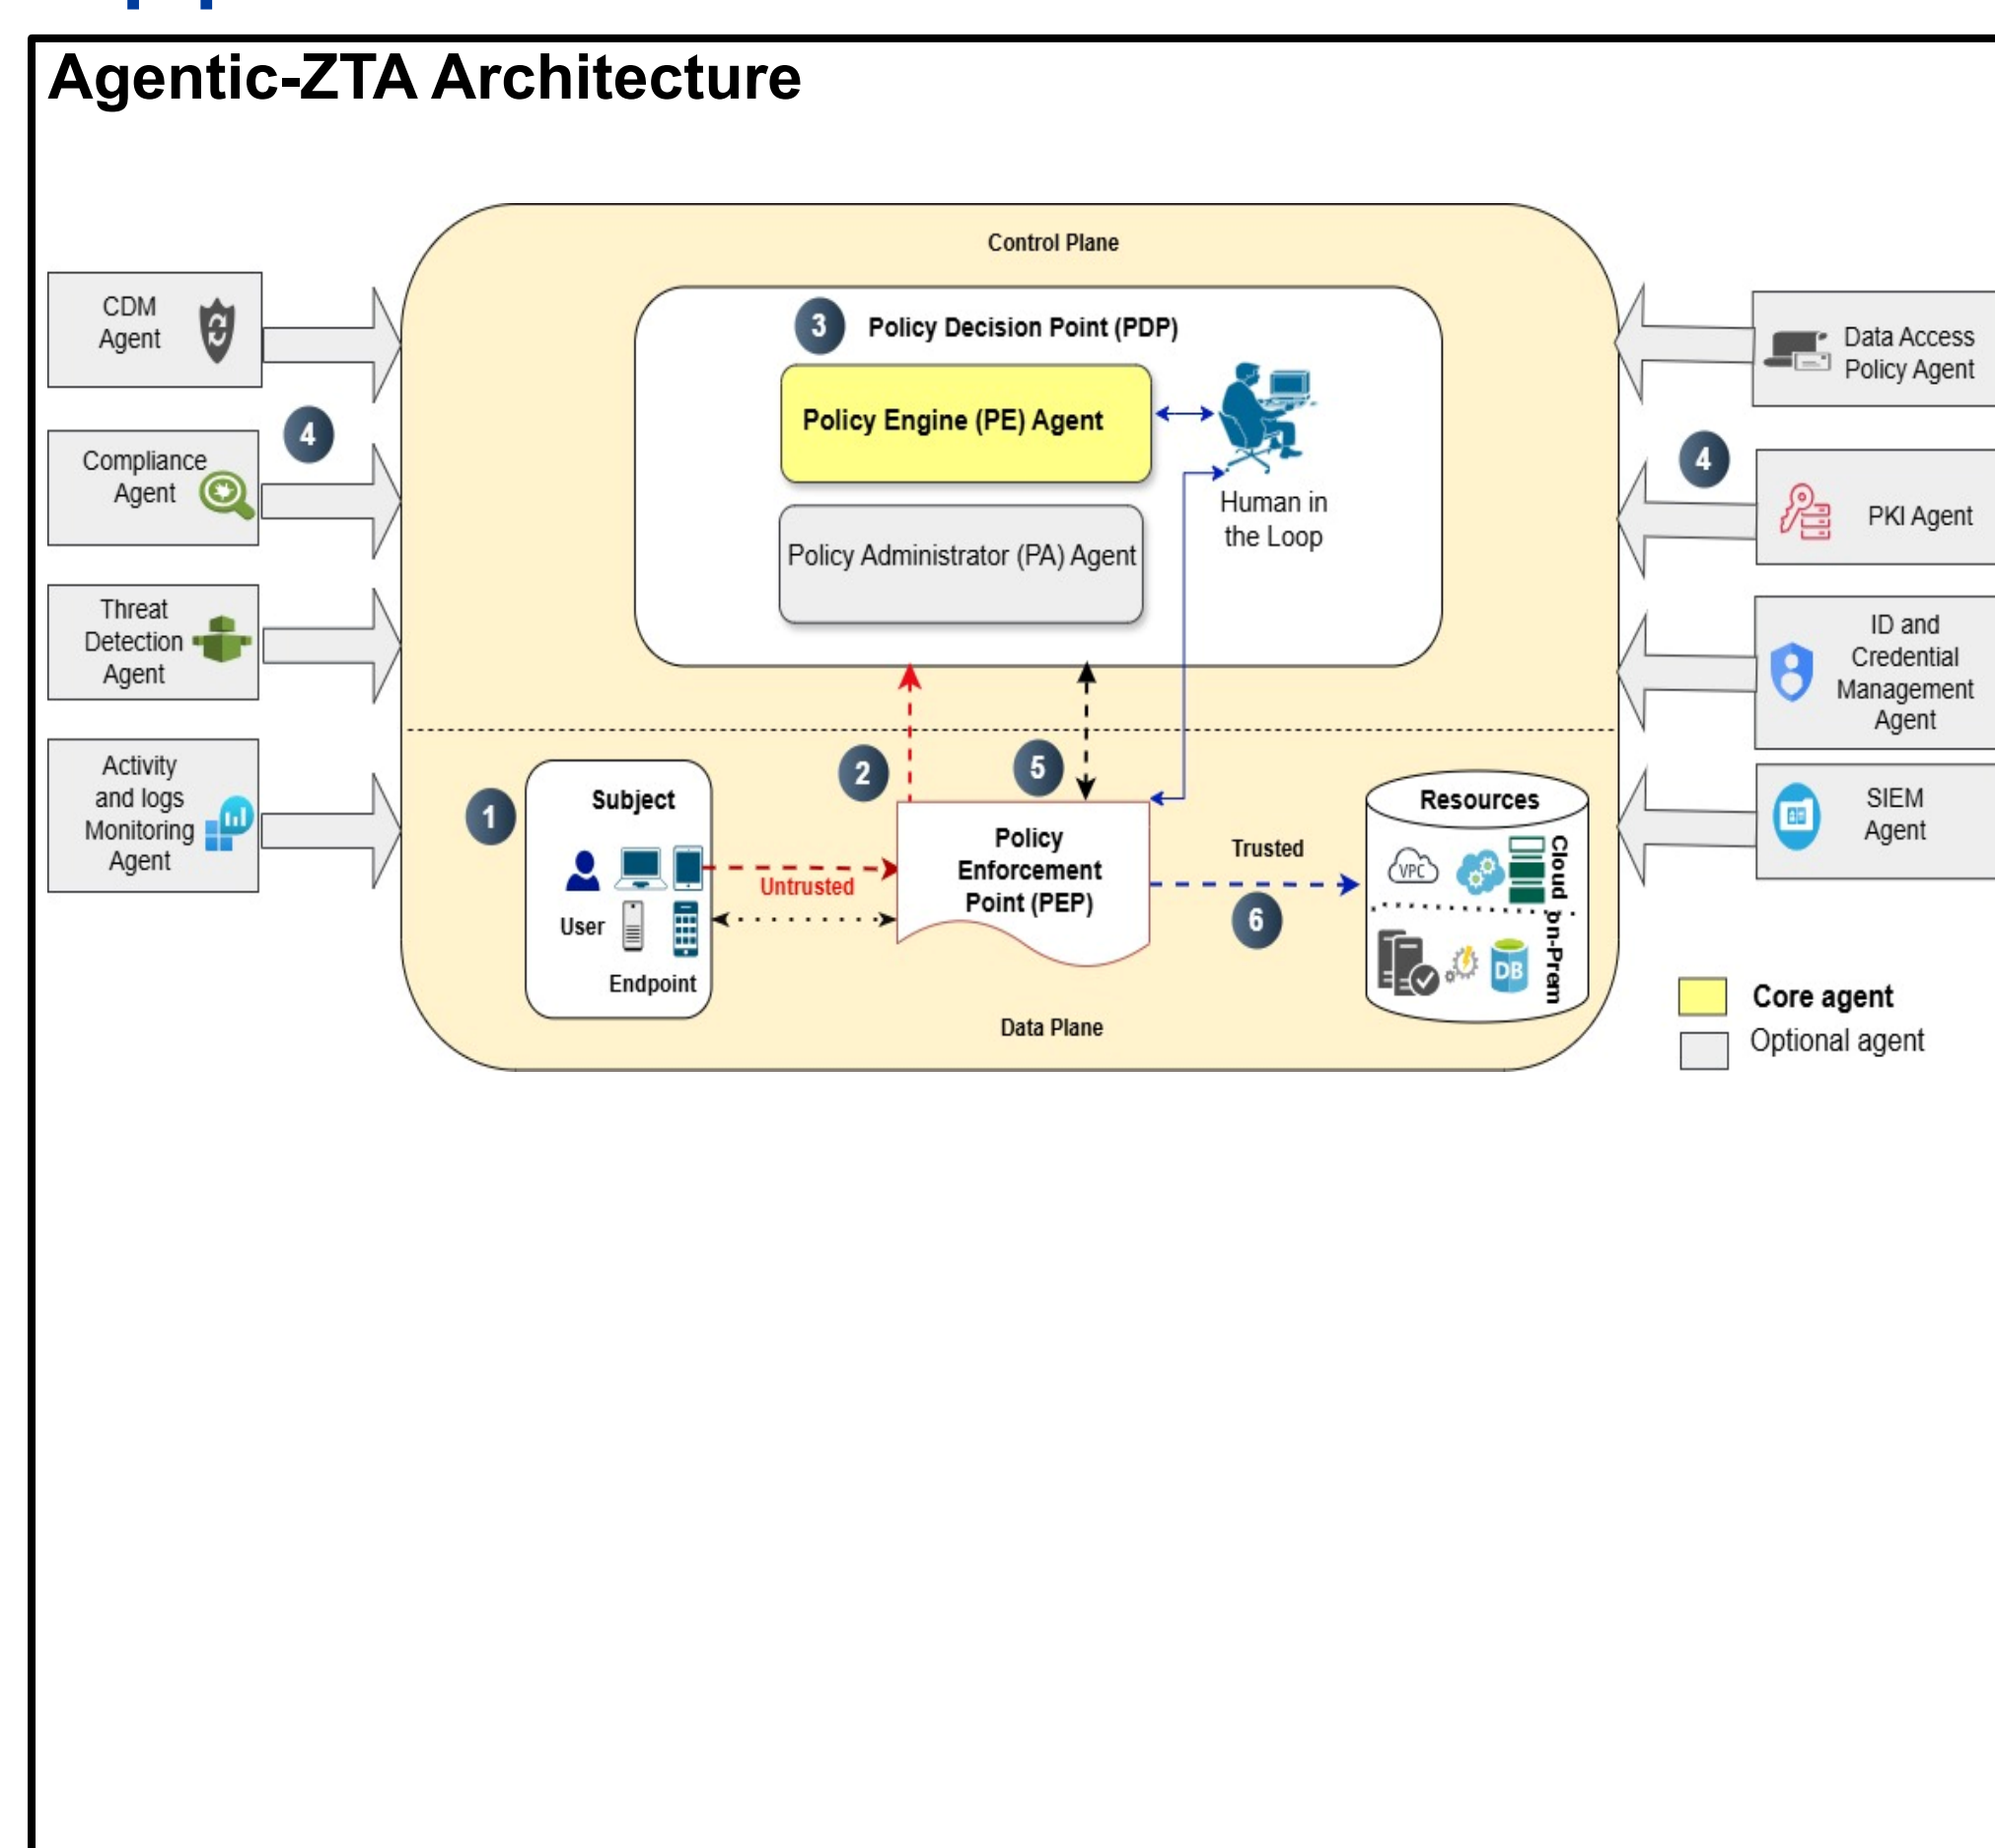 Agentic-ZTA Architecture
Control Plane
CDM
Agent
Compliance
Agent
4
Threat
Detection
Agent
Activity
and logs
Monitoring
Agent
3
Policy Decision Point (PDP)
Policy Engine (PE) Agent
Policy Administrator (PA) Agent
Human in
the Loop
Data Access
Policy Agent
4
PKI Agent
ID and
Credential
Management
Agent
SIEM
Agent
2
5
1
Subject
User
Endpoint
Untrusted
Policy
Enforcement
Point (PEP)
Trusted
6
Resources
VPC
Cloud
on-Prem
DB
Data Plane
Core agent
Optional agent